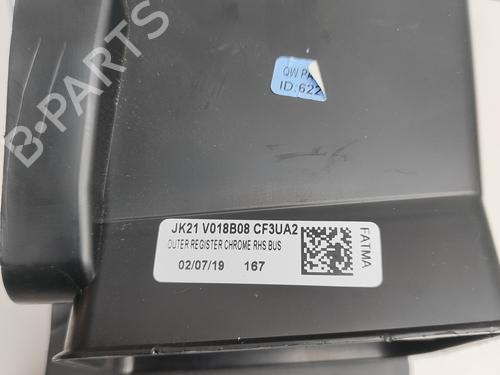 B-PARTS
QW PA
ID:622
JK21 V018B08 CF3UA2
OUTER REGISTER CHROME RHS BUS
02/07/19 167
FATMA